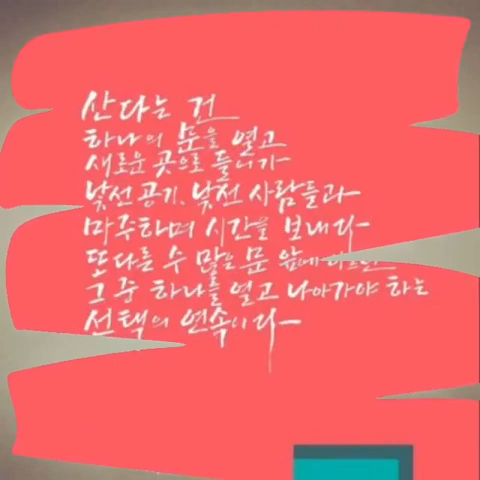 산다는 건
하나의 문을 열고
새로운 곳으로 들어가
낯선 공기, 낯선 사람들과
마주하며 시간을 보내다
또 다른 수 많은 문 앞에
그 중 하나를 열고 나아가야 하는
선택의 연속이다